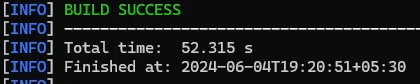 [INFO] BUILD SUCCESS
[INFO] ------------------------------------------------------------------------
[INFO] Total time:  52.315 s
[INFO] Finished at: 2024-06-04T19:20:51+05:30